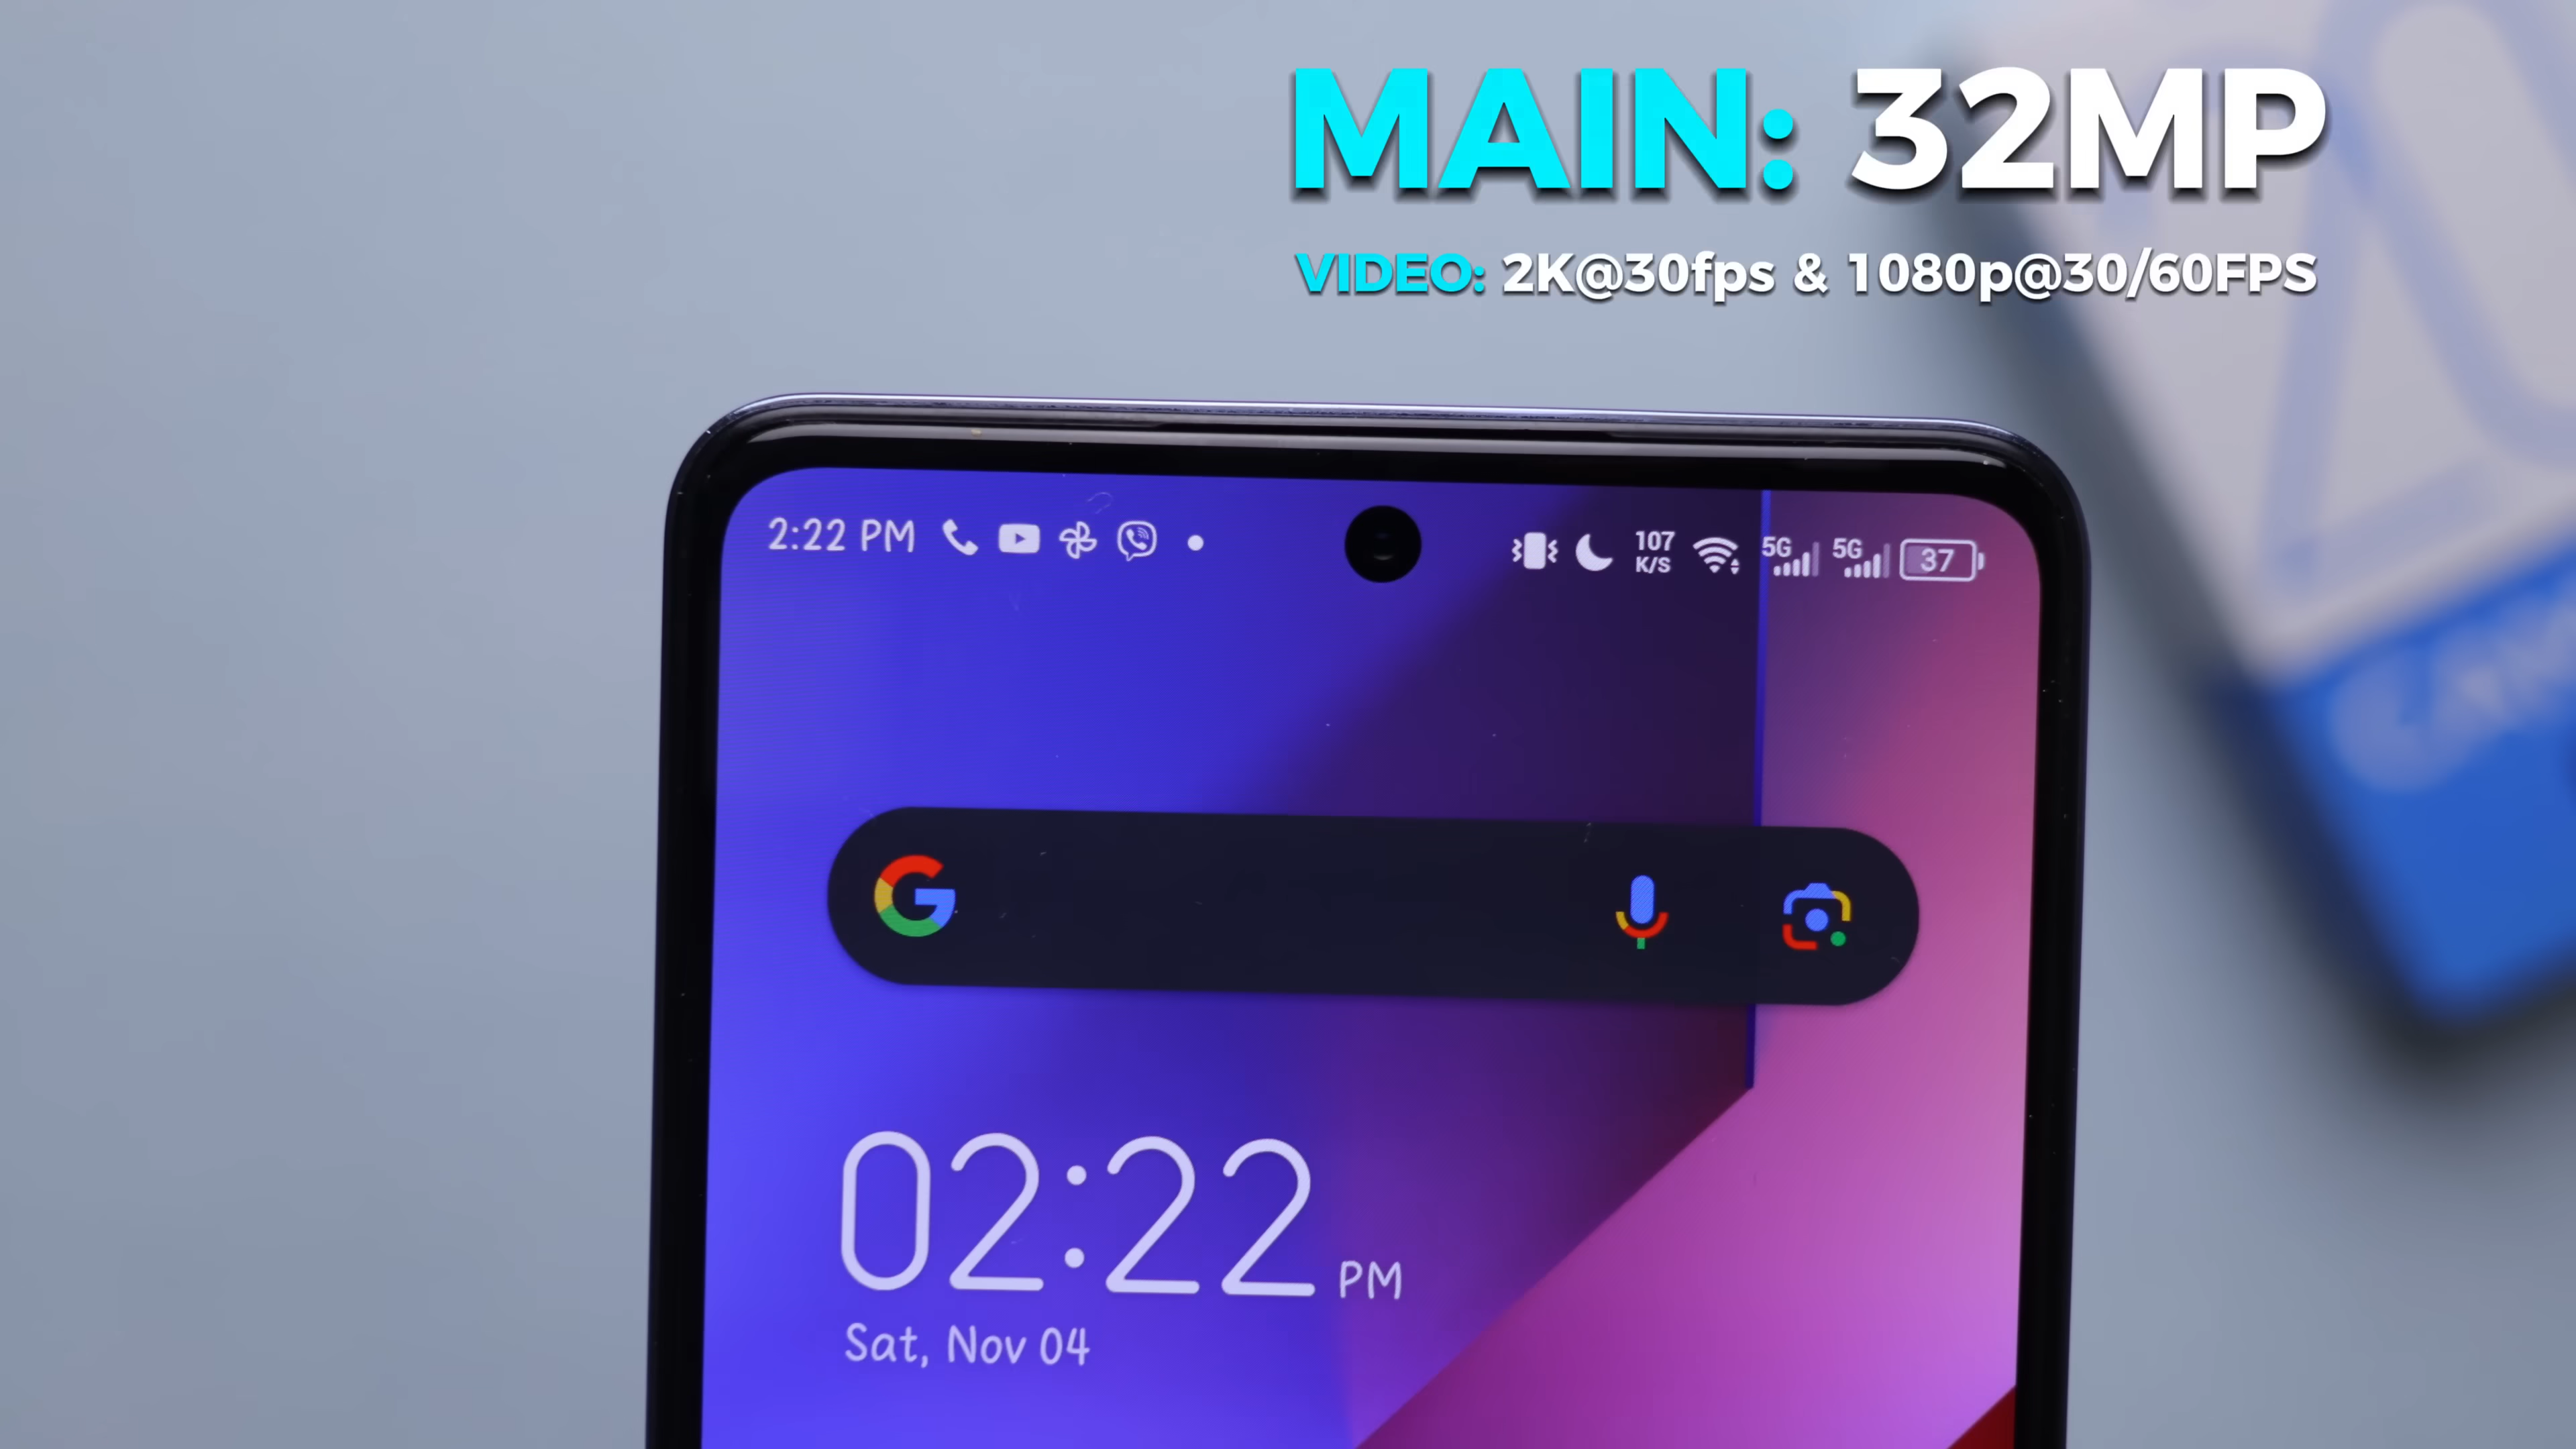 MAIN: 32MP
VIDEO: 2K@30fps & 1080p@30/60FPS
2:22 PM
107
K/S
5G
5G
37
G
02:22 PM
Sat, Nov 04